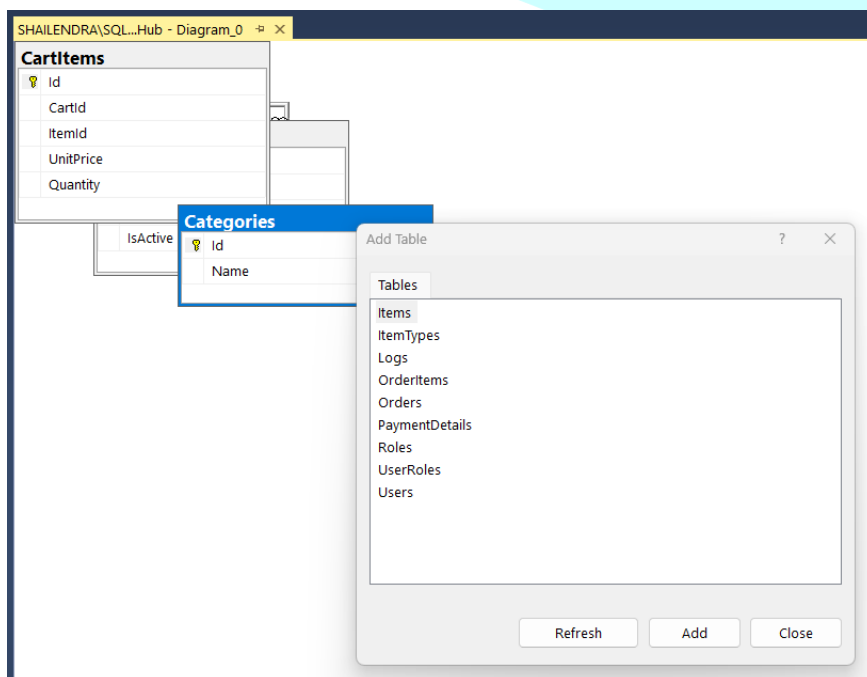 SHAILENDRA\SQL...Hub - Diagram_0
CartItems
Id
CartId
ItemId
UnitPrice
Quantity
IsActive
Categories
Id
Name
Add Table
?
Tables
Items
ItemTypes
Logs
OrderItems
Orders
PaymentDetails
Roles
UserRoles
Users
Refresh
Add
Close